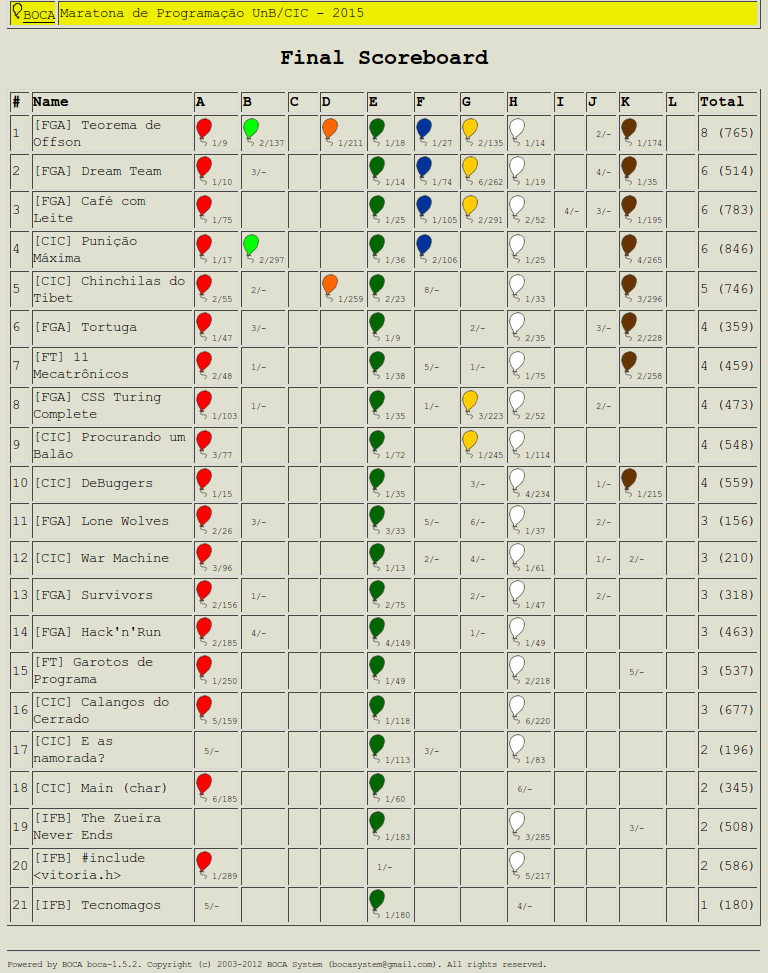 BOCA Maratona de Programação UnB/CIC - 2015
Final Scoreboard
# Name A B C D E F G H I J K L Total
1 [FGA] Teorema de Offson 1/9 2/137 1/211 1/18 1/27 2/135 1/14 2/- 1/174 8 (765)
2 [FGA] Dream Team 1/10 3/- 1/14 1/74 6/262 1/19 4/- 1/35 6 (514)
3 [FGA] Café com Leite 1/75 1/25 1/105 2/291 2/52 4/- 3/- 1/195 6 (783)
4 [CIC] Punição Máxima 1/17 2/297 1/36 2/106 1/25 4/265 6 (846)
5 [CIC] Chinchilas do Tibet 2/55 2/- 1/259 2/23 8/- 1/33 3/296 5 (746)
6 [FGA] Tortuga 1/47 3/- 1/9 2/- 2/35 3/- 2/228 4 (359)
7 [FT] 11 Mecatrônicos 2/48 1/- 1/38 5/- 1/- 1/75 2/258 4 (459)
8 [FGA] CSS Turing Complete 1/103 1/- 1/35 1/- 3/223 2/52 2/- 4 (473)
9 [CIC] Procurando um Balão 3/77 1/72 1/245 1/114 4 (548)
10 [CIC] DeBuggers 1/15 1/35 3/- 4/234 1/- 1/215 4 (559)
11 [FGA] Lone Wolves 2/26 3/- 3/33 5/- 6/- 1/37 2/- 3 (156)
12 [CIC] War Machine 3/96 1/13 2/- 4/- 1/61 1/- 2/- 3 (210)
13 [FGA] Survivors 2/156 1/- 2/75 2/- 1/47 2/- 3 (318)
14 [FGA] Hack'n'Run 2/185 4/- 4/149 1/- 1/49 3 (463)
15 [FT] Garotos de Programa 1/250 1/49 2/218 5/- 3 (537)
16 [CIC] Calangos do Cerrado 5/159 1/118 6/220 3 (677)
17 [CIC] E as namorada? 5/- 1/113 3/- 1/83 2 (196)
18 [CIC] Main (char) 6/185 1/60 6/- 2 (345)
19 [IFB] The Zueira Never Ends 1/183 3/285 3/- 2 (508)
20 [IFB] #include <vitoria.h> 1/289 1/- 5/217 2 (586)
21 [IFB] Tecnomagos 5/- 1/180 4/- 1 (180)
Powered by BOCA boca-1.5.2. Copyright (c) 2003-2012 BOCA System (bocasystem@gmail.com). All rights reserved.